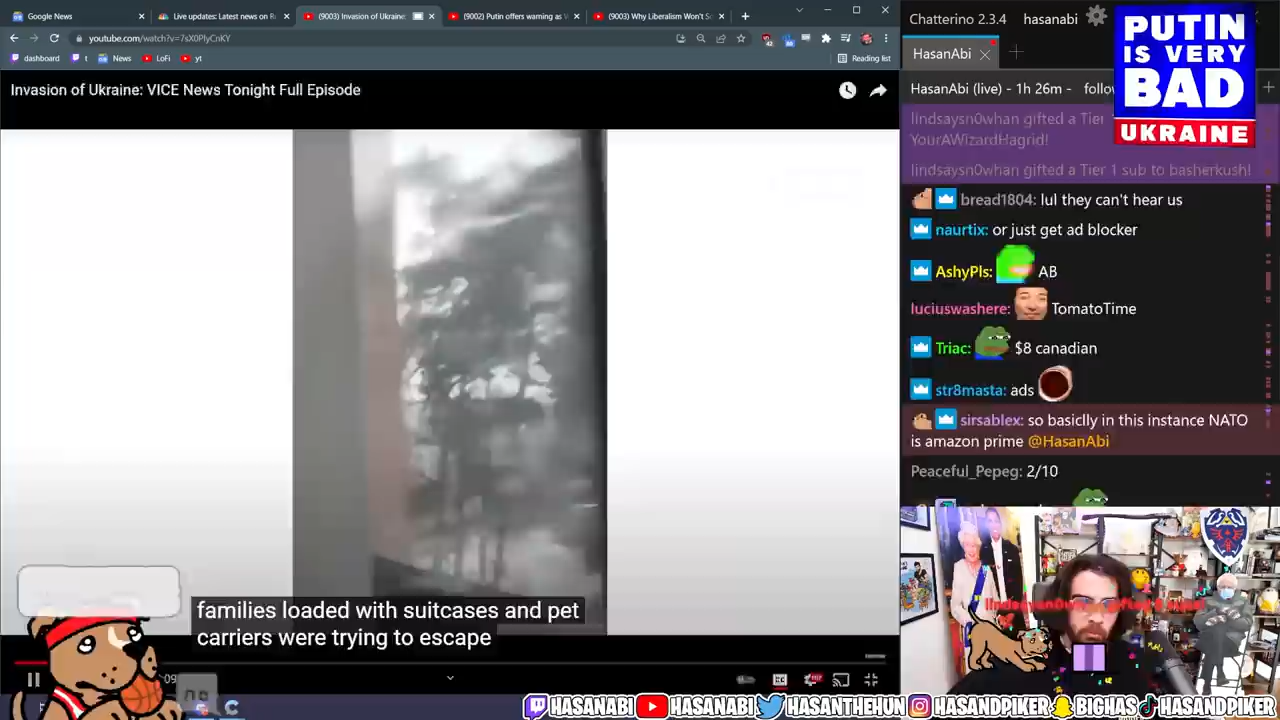 Google News
Live updates: Latest news on R
(9003) Invasion of Ukraine:
(9002) Putin offers warning as V
(9003) Why Liberalism Won't S
youtube.com/watch?v=7sX0PlyCnKY
dashboard
t
News
LoFi
yt
Reading list
Invasion of Ukraine: VICE News Tonight Full Episode
families loaded with suitcases and pet
carriers were trying to escape
Chatterino 2.3.4
hasanabi
HasanAbi
HasanAbi (live) - 1h 26m - follow
PUTIN
IS VERY
BAD
UKRAINE
lindsaysn0whan gifted a Tier
YourAWizardHagrid!
lindsaysn0whan gifted a Tier 1 sub to basherkush!
bread1804: lul they can't hear us
naurtix: or just get ad blocker
AshyPls: AB
luciuswashere: TomatoTime
Triac: $8 canadian
str8masta: ads
sirsablex: so basiclly in this instance NATO
is amazon prime @HasanAbi
Peaceful_Pepeg: 2/10
HASANABI
HASANABI
HASANTHEHUN
HASANDPIKER
BIGHAS
HASANDPIKER